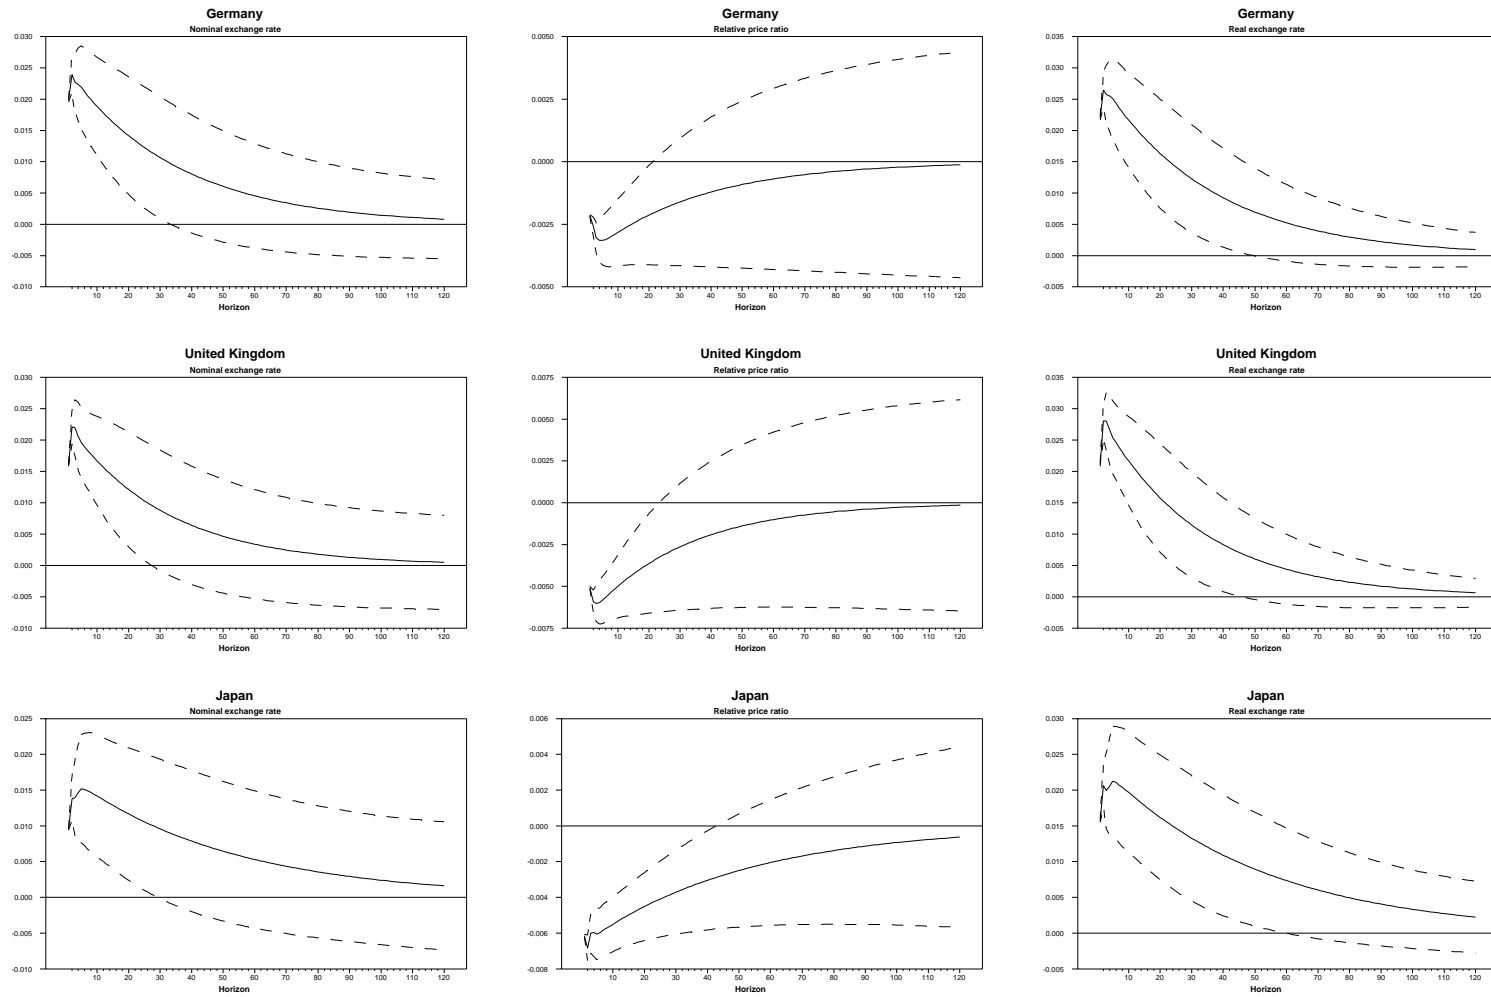 Germany
Nominal exchange rate
0.030
0.025
0.020
0.015
0.010
0.005
0.000
-0.005
-0.010
10 20 30 40 50 60 70 80 90 100 110 120
Horizon
Germany
Relative price ratio
0.0050
0.0025
0.0000
-0.0025
-0.0050
10 20 30 40 50 60 70 80 90 100 110 120
Horizon
Germany
Real exchange rate
0.035
0.030
0.025
0.020
0.015
0.010
0.005
0.000
-0.005
10 20 30 40 50 60 70 80 90 100 110 120
Horizon
United Kingdom
Nominal exchange rate
0.030
0.025
0.020
0.015
0.010
0.005
0.000
-0.005
-0.010
10 20 30 40 50 60 70 80 90 100 110 120
Horizon
United Kingdom
Relative price ratio
0.0075
0.0050
0.0025
0.0000
-0.0025
-0.0050
-0.0075
10 20 30 40 50 60 70 80 90 100 110 120
Horizon
United Kingdom
Real exchange rate
0.035
0.030
0.025
0.020
0.015
0.010
0.005
0.000
-0.005
10 20 30 40 50 60 70 80 90 100 110 120
Horizon
Japan
Nominal exchange rate
0.025
0.020
0.015
0.010
0.005
0.000
-0.005
-0.010
10 20 30 40 50 60 70 80 90 100 110 120
Horizon
Japan
Relative price ratio
0.006
0.004
0.002
0.000
-0.002
-0.004
-0.006
-0.008
10 20 30 40 50 60 70 80 90 100 110 120
Horizon
Japan
Real exchange rate
0.030
0.025
0.020
0.015
0.010
0.005
0.000
-0.005
10 20 30 40 50 60 70 80 90 100 110 120
Horizon